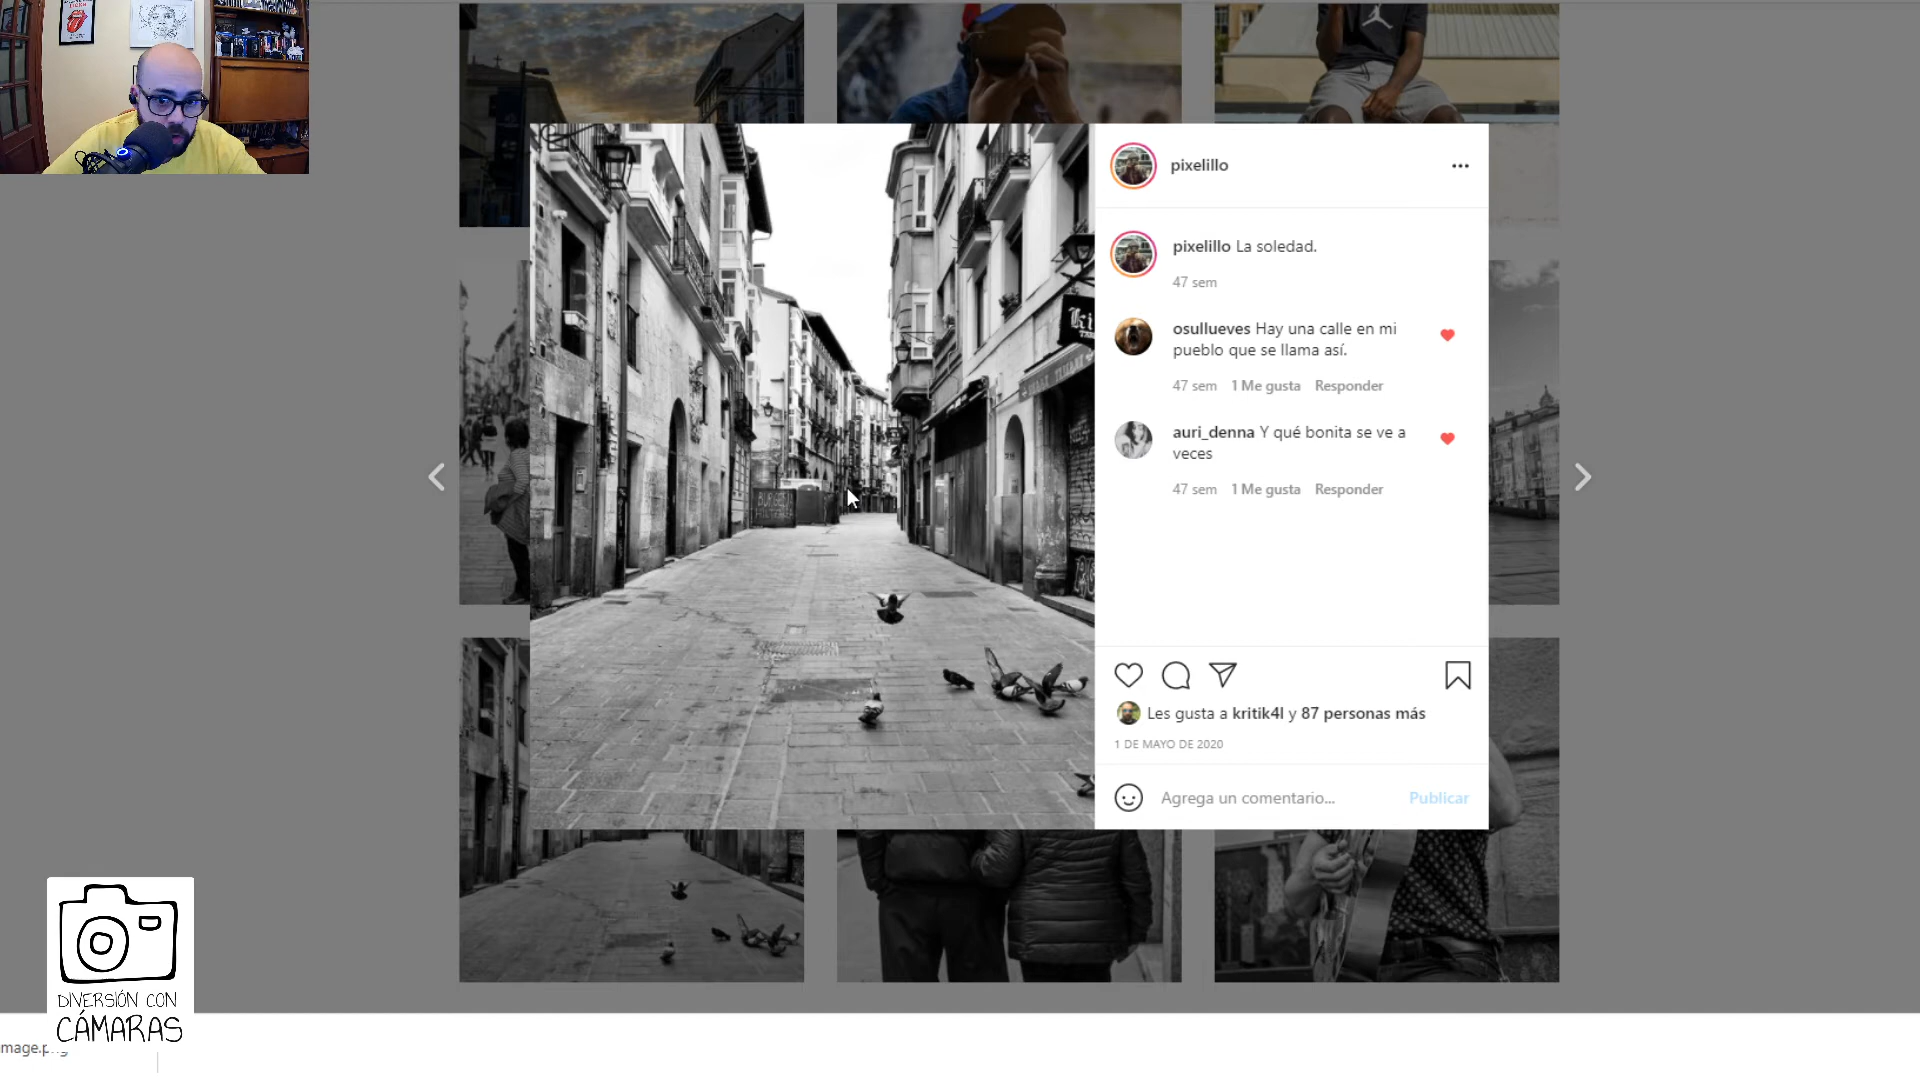 pixelillo
pixelillo La soledad.
47 sem
osullueves Hay una calle en mi
pueblo que se llama así.
47 sem 1 Me gusta Responder
auri_denna Y qué bonita se ve a
veces
47 sem 1 Me gusta Responder
Les gusta a kritik4l y 87 personas más
1 DE MAYO DE 2020
Agrega un comentario... Publicar
DIVERSIÓN CON
CÁMARAS